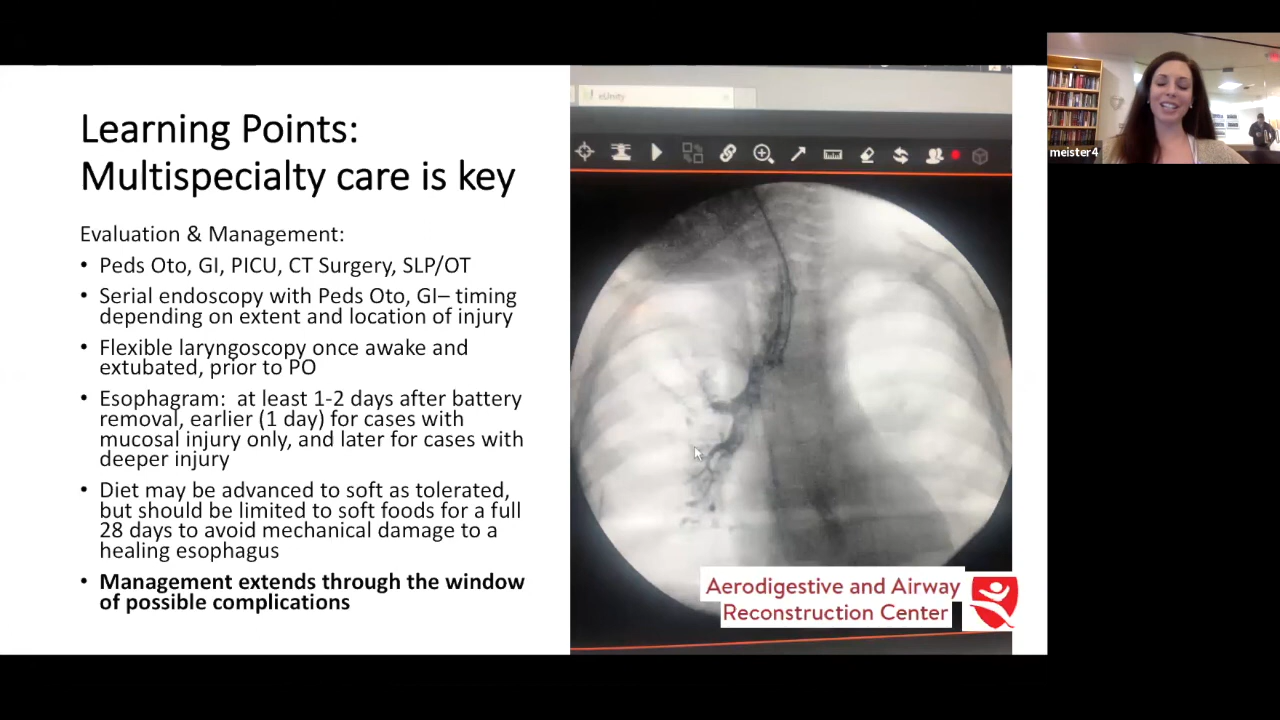 eUnity
meister4
Learning Points:
Multispecialty care is key
Evaluation & Management:
• Peds Oto, GI, PICU, CT Surgery, SLP/OT
• Serial endoscopy with Peds Oto, GI– timing
depending on extent and location of injury
• Flexible laryngoscopy once awake and
extubated, prior to PO
• Esophagram:  at least 1-2 days after battery
removal, earlier (1 day) for cases with
mucosal injury only, and later for cases with
deeper injury
• Diet may be advanced to soft as tolerated,
but should be limited to soft foods for a full
28 days to avoid mechanical damage to a
healing esophagus
• Management extends through the window
of possible complications
Aerodigestive and Airway
Reconstruction Center